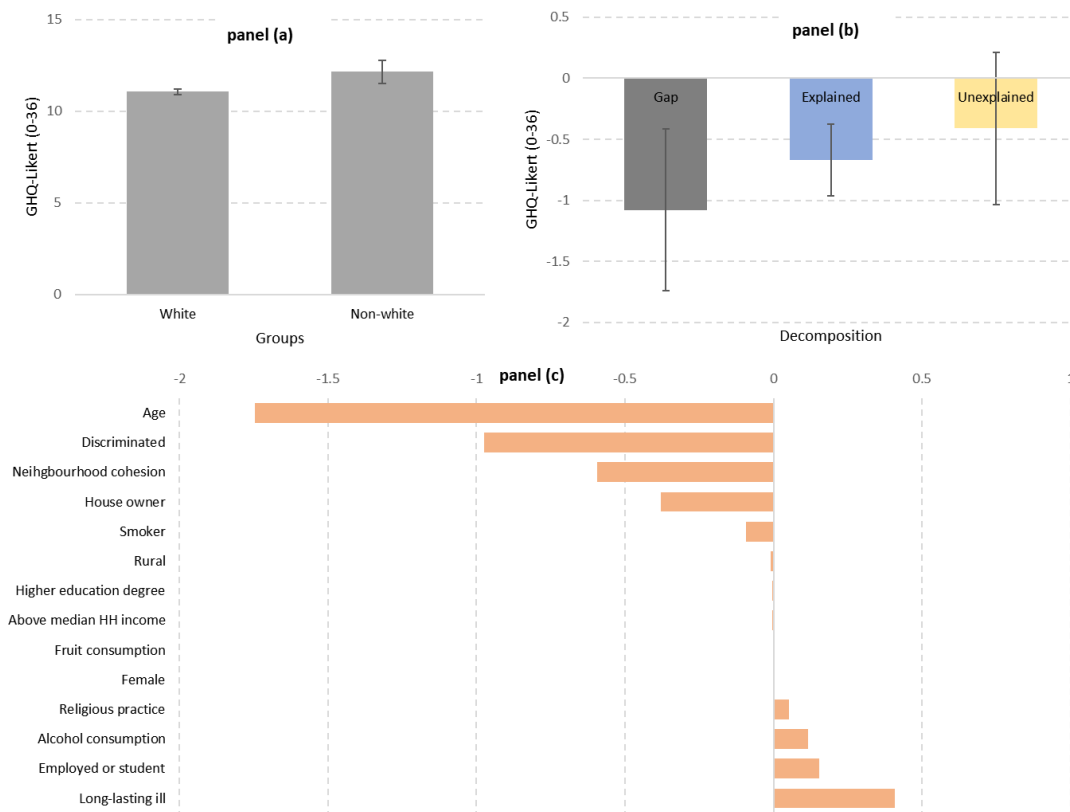 panel (a)
15
10
5
0
GHQ-Likert (0-36)
White
Non-white
Groups
panel (b)
0
-0.5
-1
-1.5
-2
GHQ-Likert (0-36)
Gap
Explained
Unexplained
Decomposition
panel (c)
-2
-1.5
-1
-0.5
0
0.5
1
Age
Discriminated
Neihgbourhood cohesion
House owner
Smoker
Rural
Higher education degree
Above median HH income
Fruit consumption
Female
Religious practice
Alcohol consumption
Employed or student
Long-lasting ill